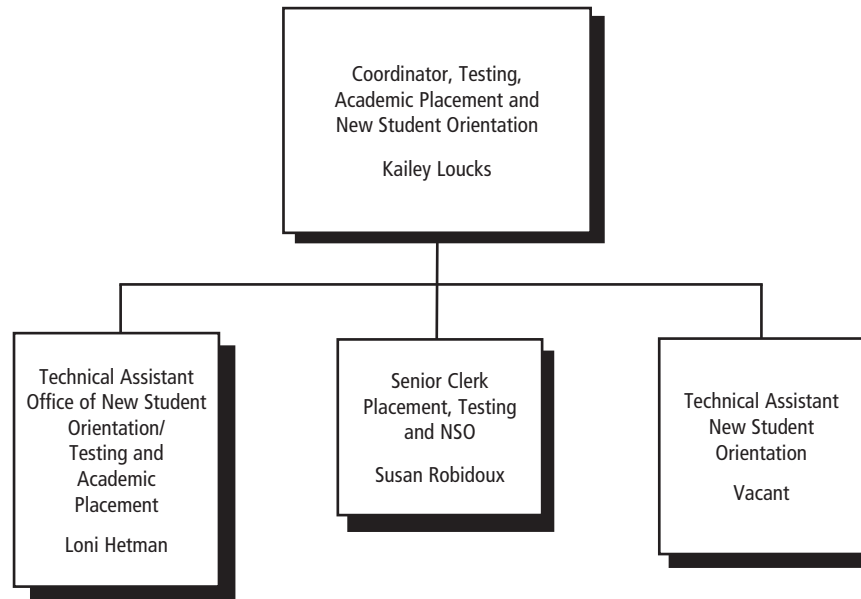 Coordinator, Testing,
Academic Placement and
New Student Orientation
Kailey Loucks
Technical Assistant
Office of New Student
Orientation/
Testing and
Academic
Placement
Loni Hetman
Senior Clerk
Placement, Testing
and NSO
Susan Robidoux
Technical Assistant
New Student
Orientation
Vacant